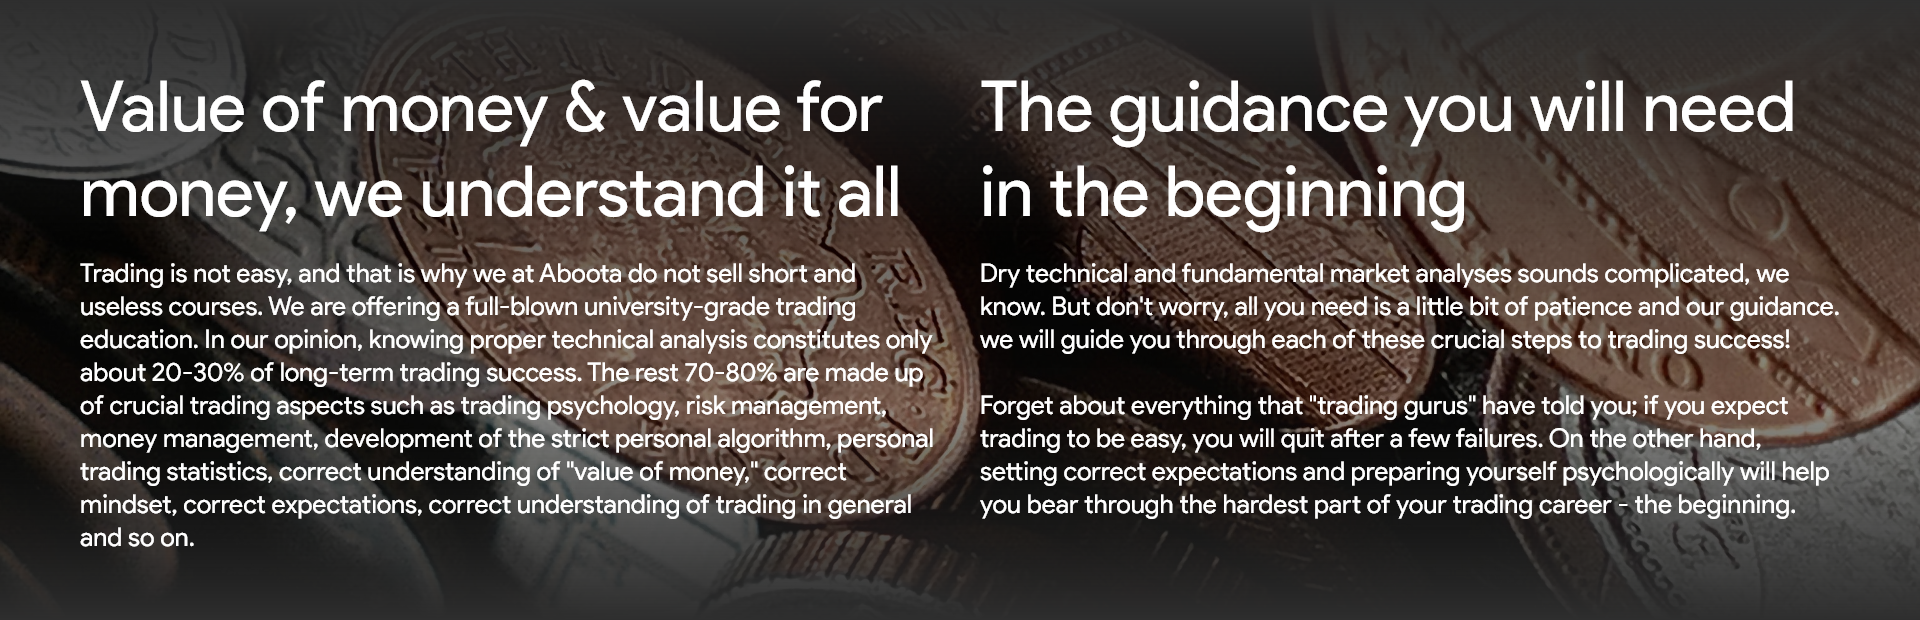 Value of money & value for
money, we understand it all
Trading is not easy, and that is why we at Aboota do not sell short and
useless courses. We are offering a full-blown university-grade trading
education. In our opinion, knowing proper technical analysis constitutes only
about 20-30% of long-term trading success. The rest 70-80% are made up
of crucial trading aspects such as trading psychology, risk management,
money management, development of the strict personal algorithm, personal
trading statistics, correct understanding of "value of money," correct
mindset, correct expectations, correct understanding of trading in general
and so on.
The guidance you will need
in the beginning
Dry technical and fundamental market analyses sounds complicated, we
know. But don't worry, all you need is a little bit of patience and our guidance.
we will guide you through each of these crucial steps to trading success!
Forget about everything that "trading gurus" have told you; if you expect
trading to be easy, you will quit after a few failures. On the other hand,
setting correct expectations and preparing yourself psychologically will help
you bear through the hardest part of your trading career - the beginning.